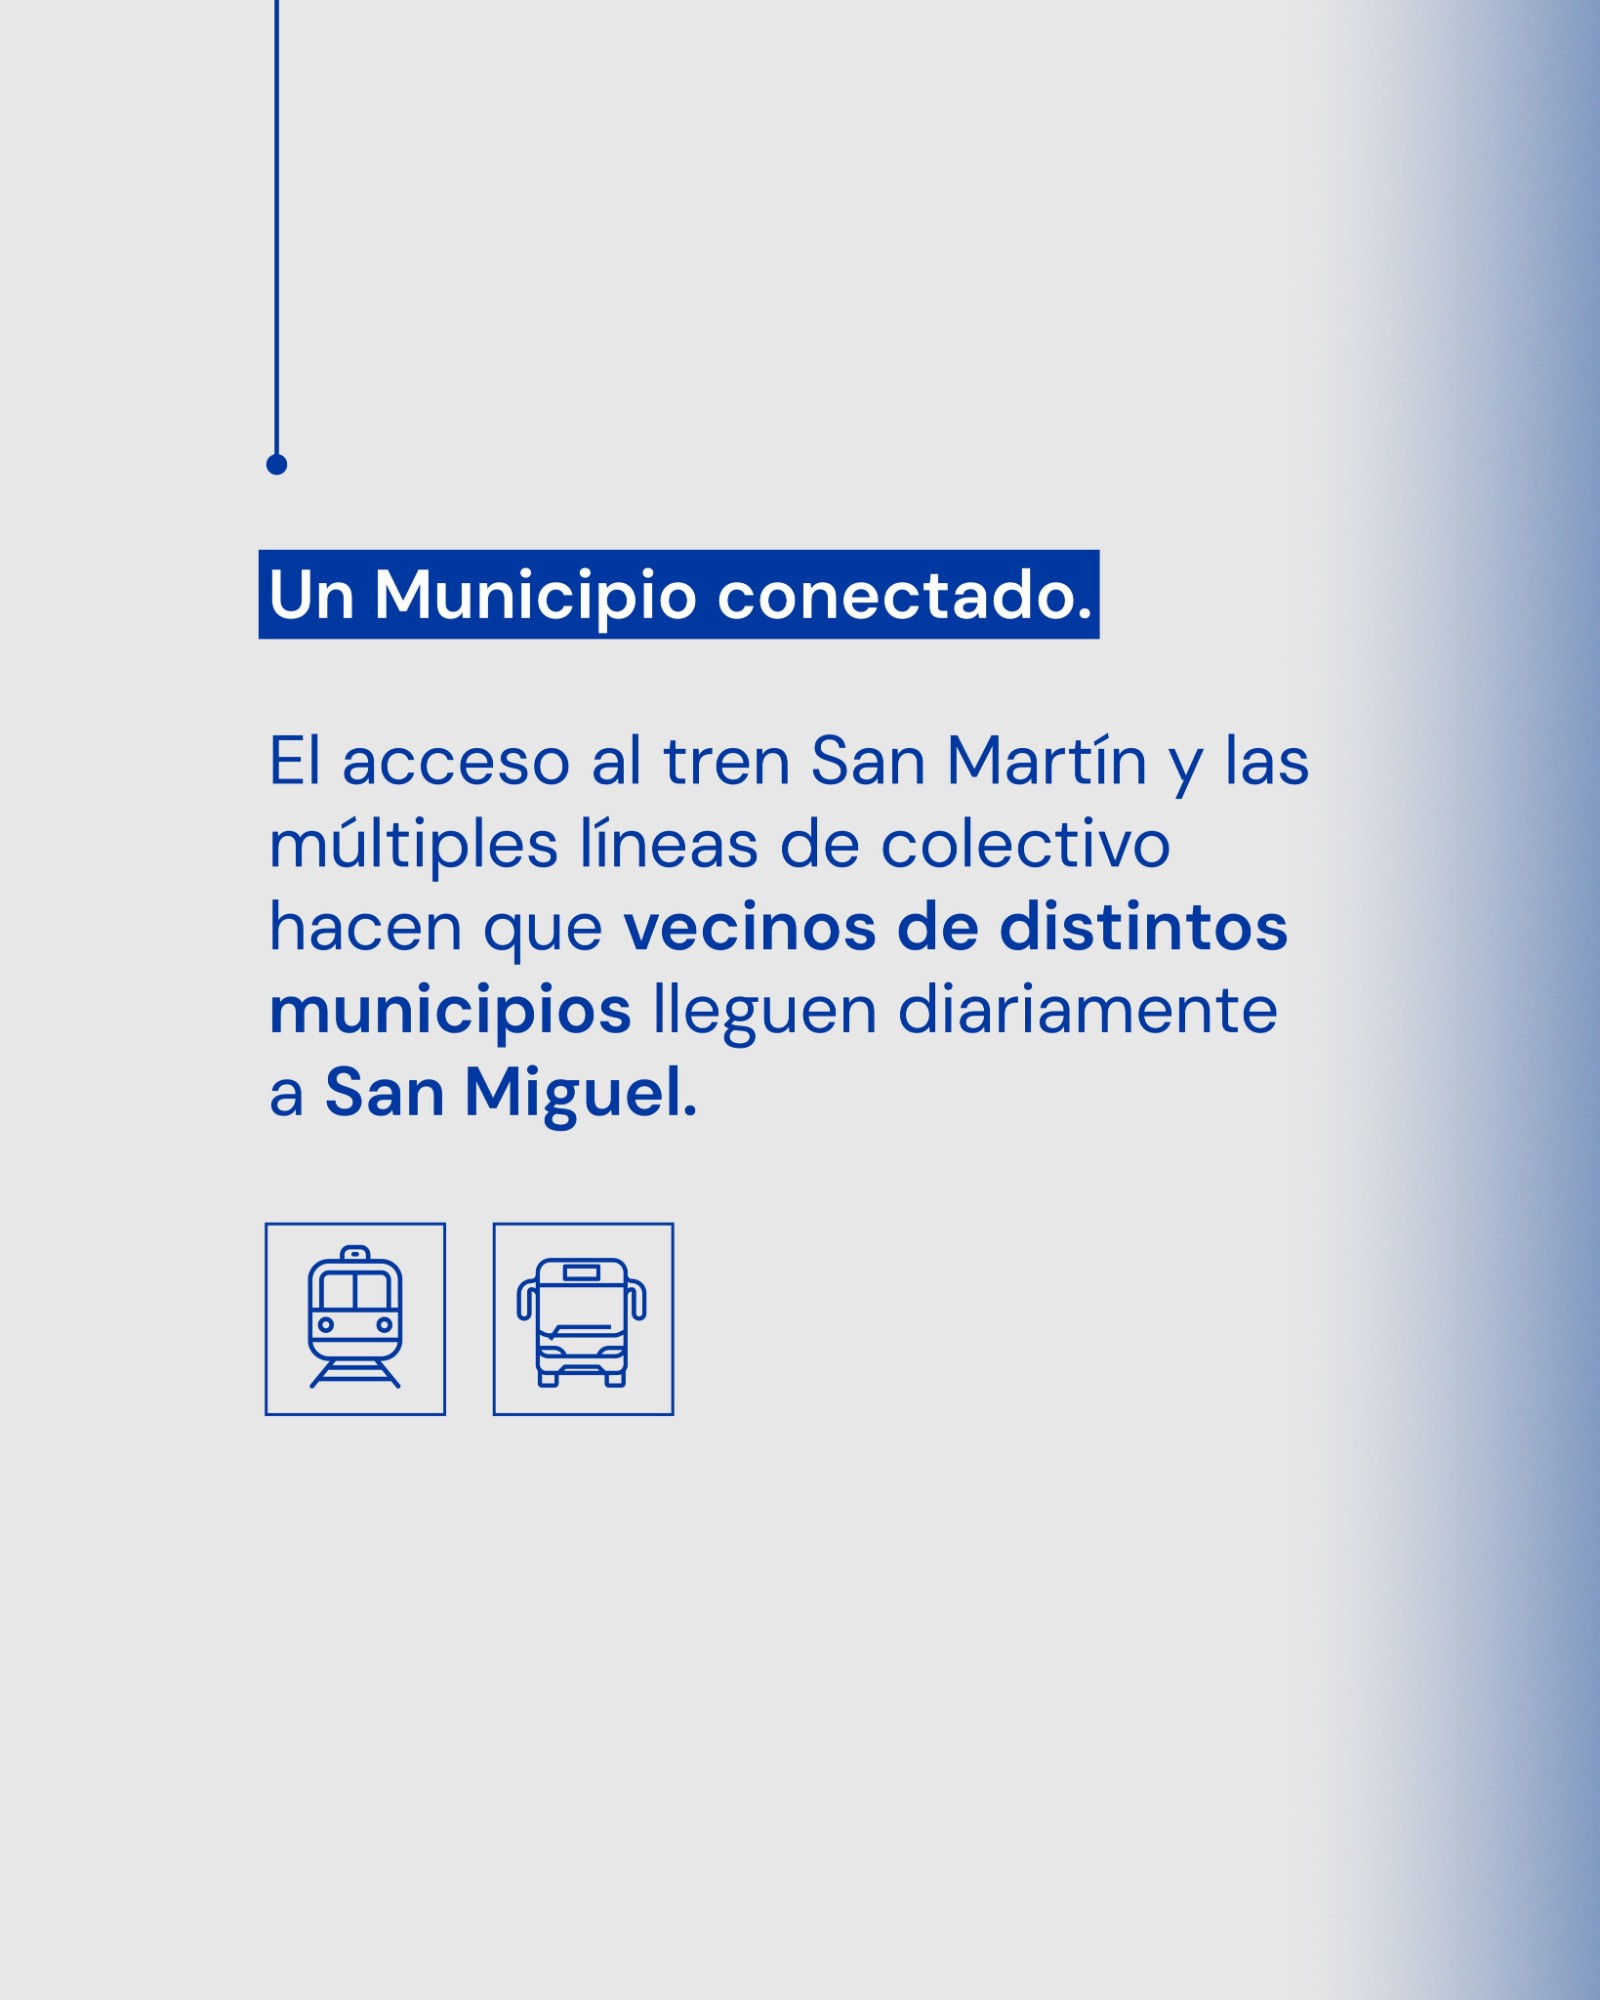 Un Municipio conectado.
El acceso al tren San Martín y las
múltiples líneas de colectivo
hacen que vecinos de distintos
municipios lleguen diariamente
a San Miguel.